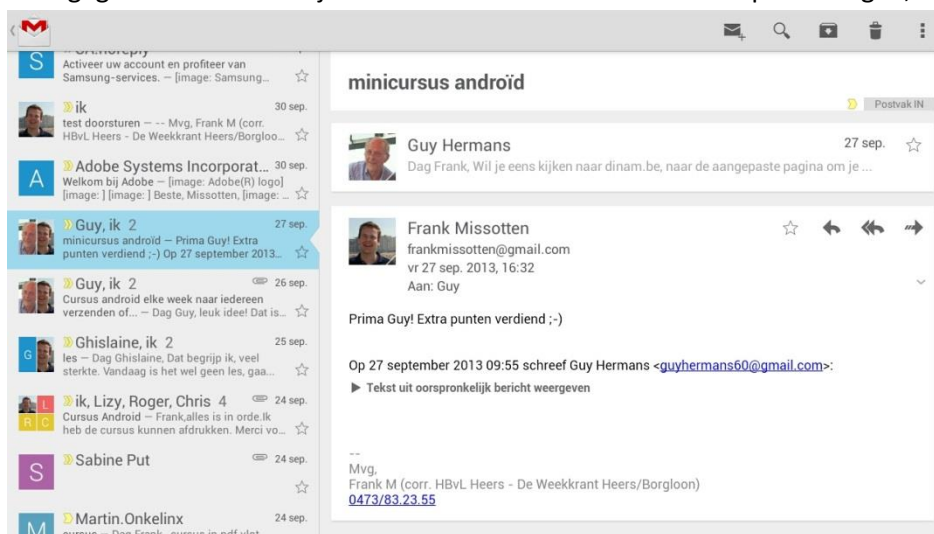 S
Activeer uw account en profiteer van
Samsung-services. – [image: Samsung...
ik
30 sep.
test doorsturen – -- Mvg, Frank M (corr.
HBvL Heers - De Weekkrant Heers/Borgloo...
A
Adobe Systems Incorporat...
30 sep.
Welkom bij Adobe – [image: Adobe(R) logo]
[image: ] [image: ] Beste, Missotten, [image: ...
Guy, ik 2
27 sep.
minicursus androïd – Prima Guy! Extra
punten verdiend ;-) Op 27 september 2013...
Guy, ik 2
26 sep.
Cursus android elke week naar iedereen
verzenden of... – Dag Guy, leuk idee! Dat is...
G
Ghislaine, ik 2
25 sep.
les – Dag Ghislaine, Dat begrijp ik, veel
sterkte. Vandaag is het wel geen les, gaa...
L
R C
ik, Lizy, Roger, Chris 4
24 sep.
Cursus Android – Frank,alles is in orde.Ik
heb de cursus kunnen afdrukken. Merci vo...
S
Sabine Put
24 sep.
M
Martin.Onkelinx
24 sep.
minicursus androïd
Postvak IN
Guy Hermans
27 sep.
Dag Frank, Wil je eens kijken naar dinam.be, naar de aangepaste pagina om je ...
Frank Missotten
frankmissotten@gmail.com
vr 27 sep. 2013, 16:32
Aan: Guy
Prima Guy! Extra punten verdiend ;-)
Op 27 september 2013 09:55 schreef Guy Hermans <guyhermans60@gmail.com>:
Tekst uit oorspronkelijk bericht weergeven
--
Mvg,
Frank M (corr. HBvL Heers - De Weekkrant Heers/Borgloon)
0473/83.23.55